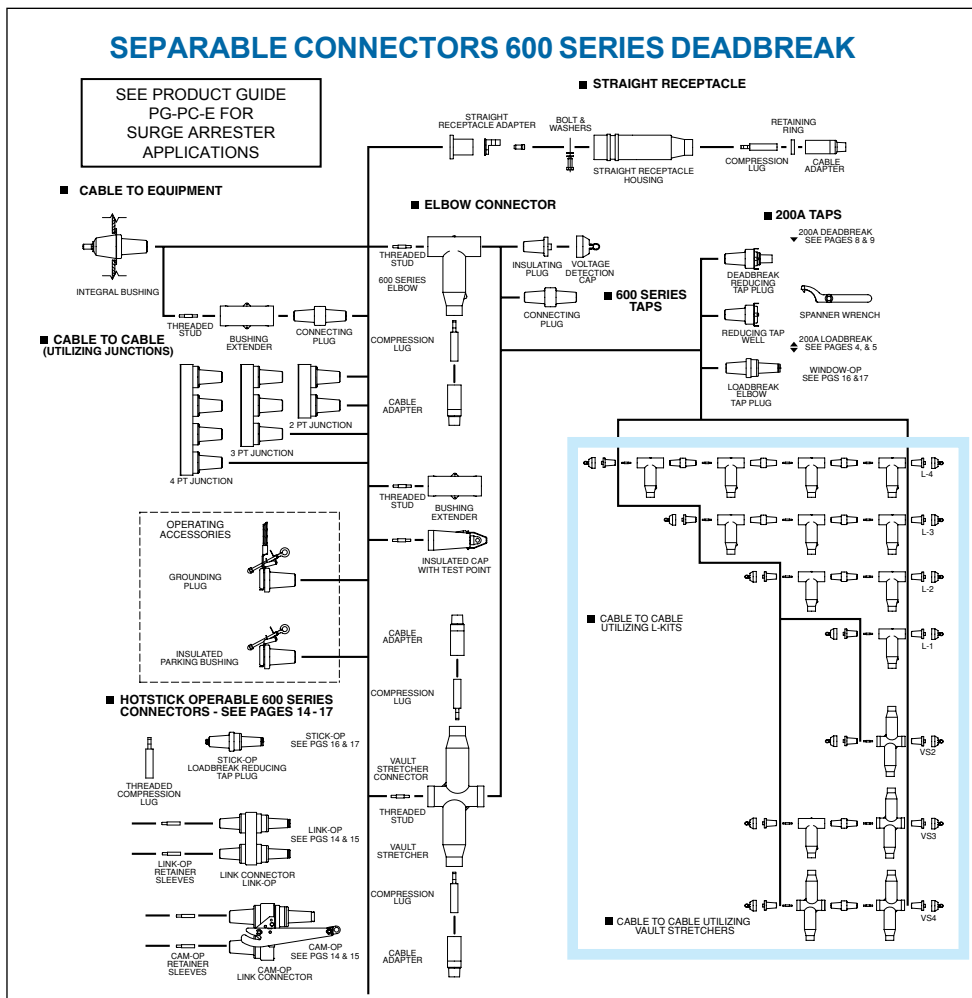 SEPARABLE CONNECTORS 600 SERIES DEADBREAK
SEE PRODUCT GUIDE
PG-PC-E FOR
SURGE ARRESTER
APPLICATIONS
■ STRAIGHT RECEPTACLE
STRAIGHT
RECEPTACLE ADAPTER
BOLT &
WASHERS
STRAIGHT RECEPTACLE
HOUSING
COMPRESSION
LUG
RETAINING
RING
CABLE
ADAPTER
■ CABLE TO EQUIPMENT
INTEGRAL BUSHING
THREADED
STUD
BUSHING
EXTENDER
CONNECTING
PLUG
■ ELBOW CONNECTOR
THREADED
STUD
600 SERIES
ELBOW
INSULATING
PLUG
VOLTAGE
DETECTION
CAP
■ 600 SERIES
TAPS
CONNECTING
PLUG
COMPRESSION
LUG
CABLE
ADAPTER
■ 200A TAPS
200A DEADBREAK
▼ SEE PAGES 8 & 9
DEADBREAK
REDUCING
TAP PLUG
SPANNER WRENCH
REDUCING TAP
WELL
200A LOADBREAK
SEE PAGES 4, & 5
WINDOW-OP
SEE PGS 16 &17
LOADBREAK
ELBOW
TAP PLUG
■ CABLE TO CABLE
(UTILIZING JUNCTIONS)
2 PT JUNCTION
3 PT JUNCTION
4 PT JUNCTION
THREADED
STUD
BUSHING
EXTENDER
INSULATED CAP
WITH TEST POINT
OPERATING
ACCESSORIES
GROUNDING
PLUG
INSULATED
PARKING BUSHING
CABLE
ADAPTER
COMPRESSION
LUG
VAULT
STRETCHER
CONNECTOR
THREADED
STUD
VAULT
STRETCHER
COMPRESSION
LUG
CABLE
ADAPTER
■ HOTSTICK OPERABLE 600 SERIES
CONNECTORS - SEE PAGES 14 - 17
THREADED
COMPRESSION
LUG
STICK-OP
SEE PGS 16 & 17
STICK-OP
LOADBREAK REDUCING
TAP PLUG
LINK-OP
SEE PGS 14 & 15
LINK-OP
RETAINER
SLEEVES
LINK CONNECTOR
LINK-OP
CAM-OP
SEE PGS 14 & 15
CAM-OP
RETAINER
SLEEVES
CAM-OP
LINK CONNECTOR
L-4
L-3
L-2
■ CABLE TO CABLE
UTILIZING L-KITS
L-1
VS2
VS3
VS4
■ CABLE TO CABLE UTILIZING
VAULT STRETCHERS